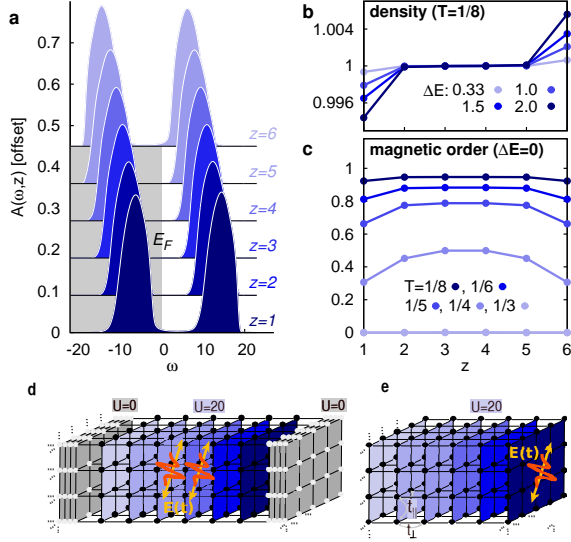 a
A(ω,z) [offset]
0.7
0.6
0.5
0.4
0.3
0.2
0.1
0
z=6
z=5
z=4
z=3
z=2
z=1
E_F
-20 -10 0 10 20
ω
b density (T=1/8)
1.004
1
0.996
ΔE: 0.33 1.0
1.5 2.0
c magnetic order (ΔE=0)
1
0.8
0.6
0.4
0.2
0
T=1/8 , 1/6
1/5 , 1/4 , 1/3
1 2 3 4 5 6
z
d
U=0 U=20 U=0
E(t)
e
U=20
E(t)
t||
t⊥